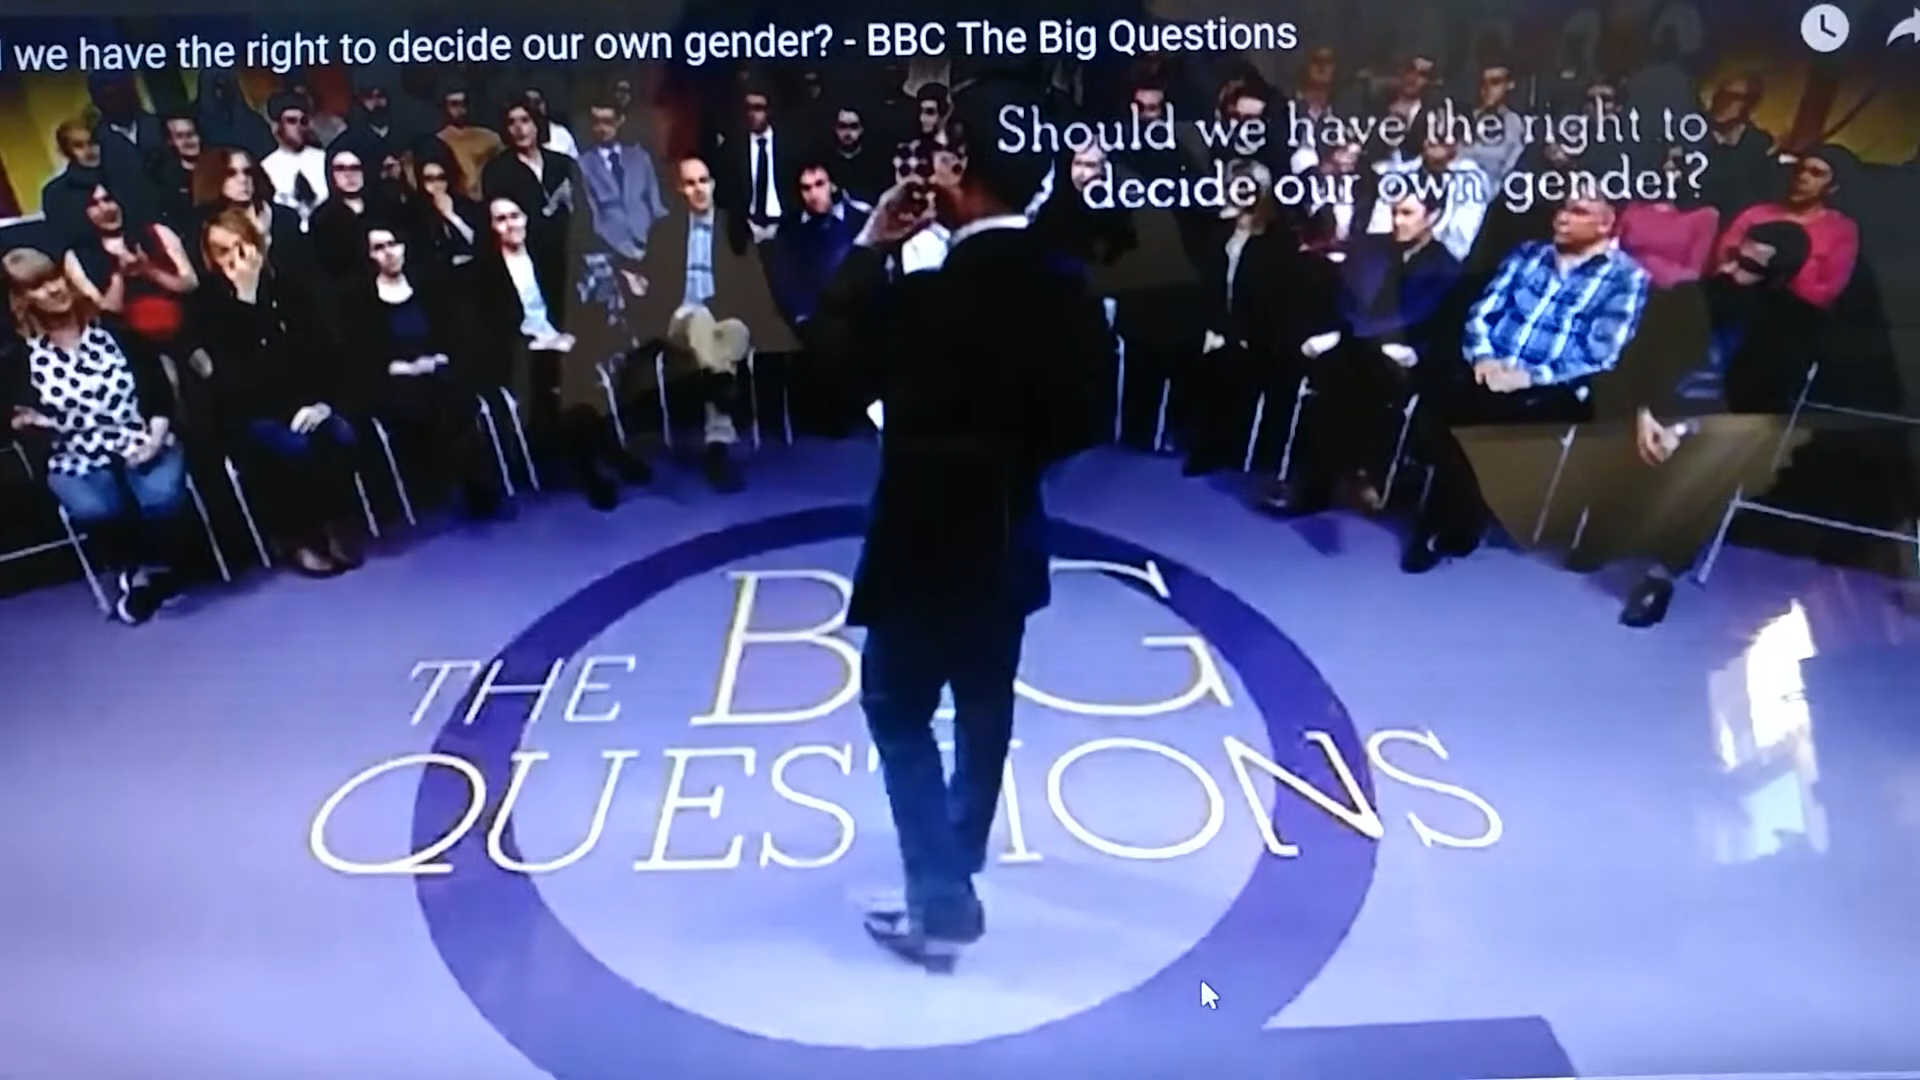 we have the right to decide our own gender? - BBC The Big Questions
Should we have the right to
decide our own gender?
THE BIG
QUESTIONS